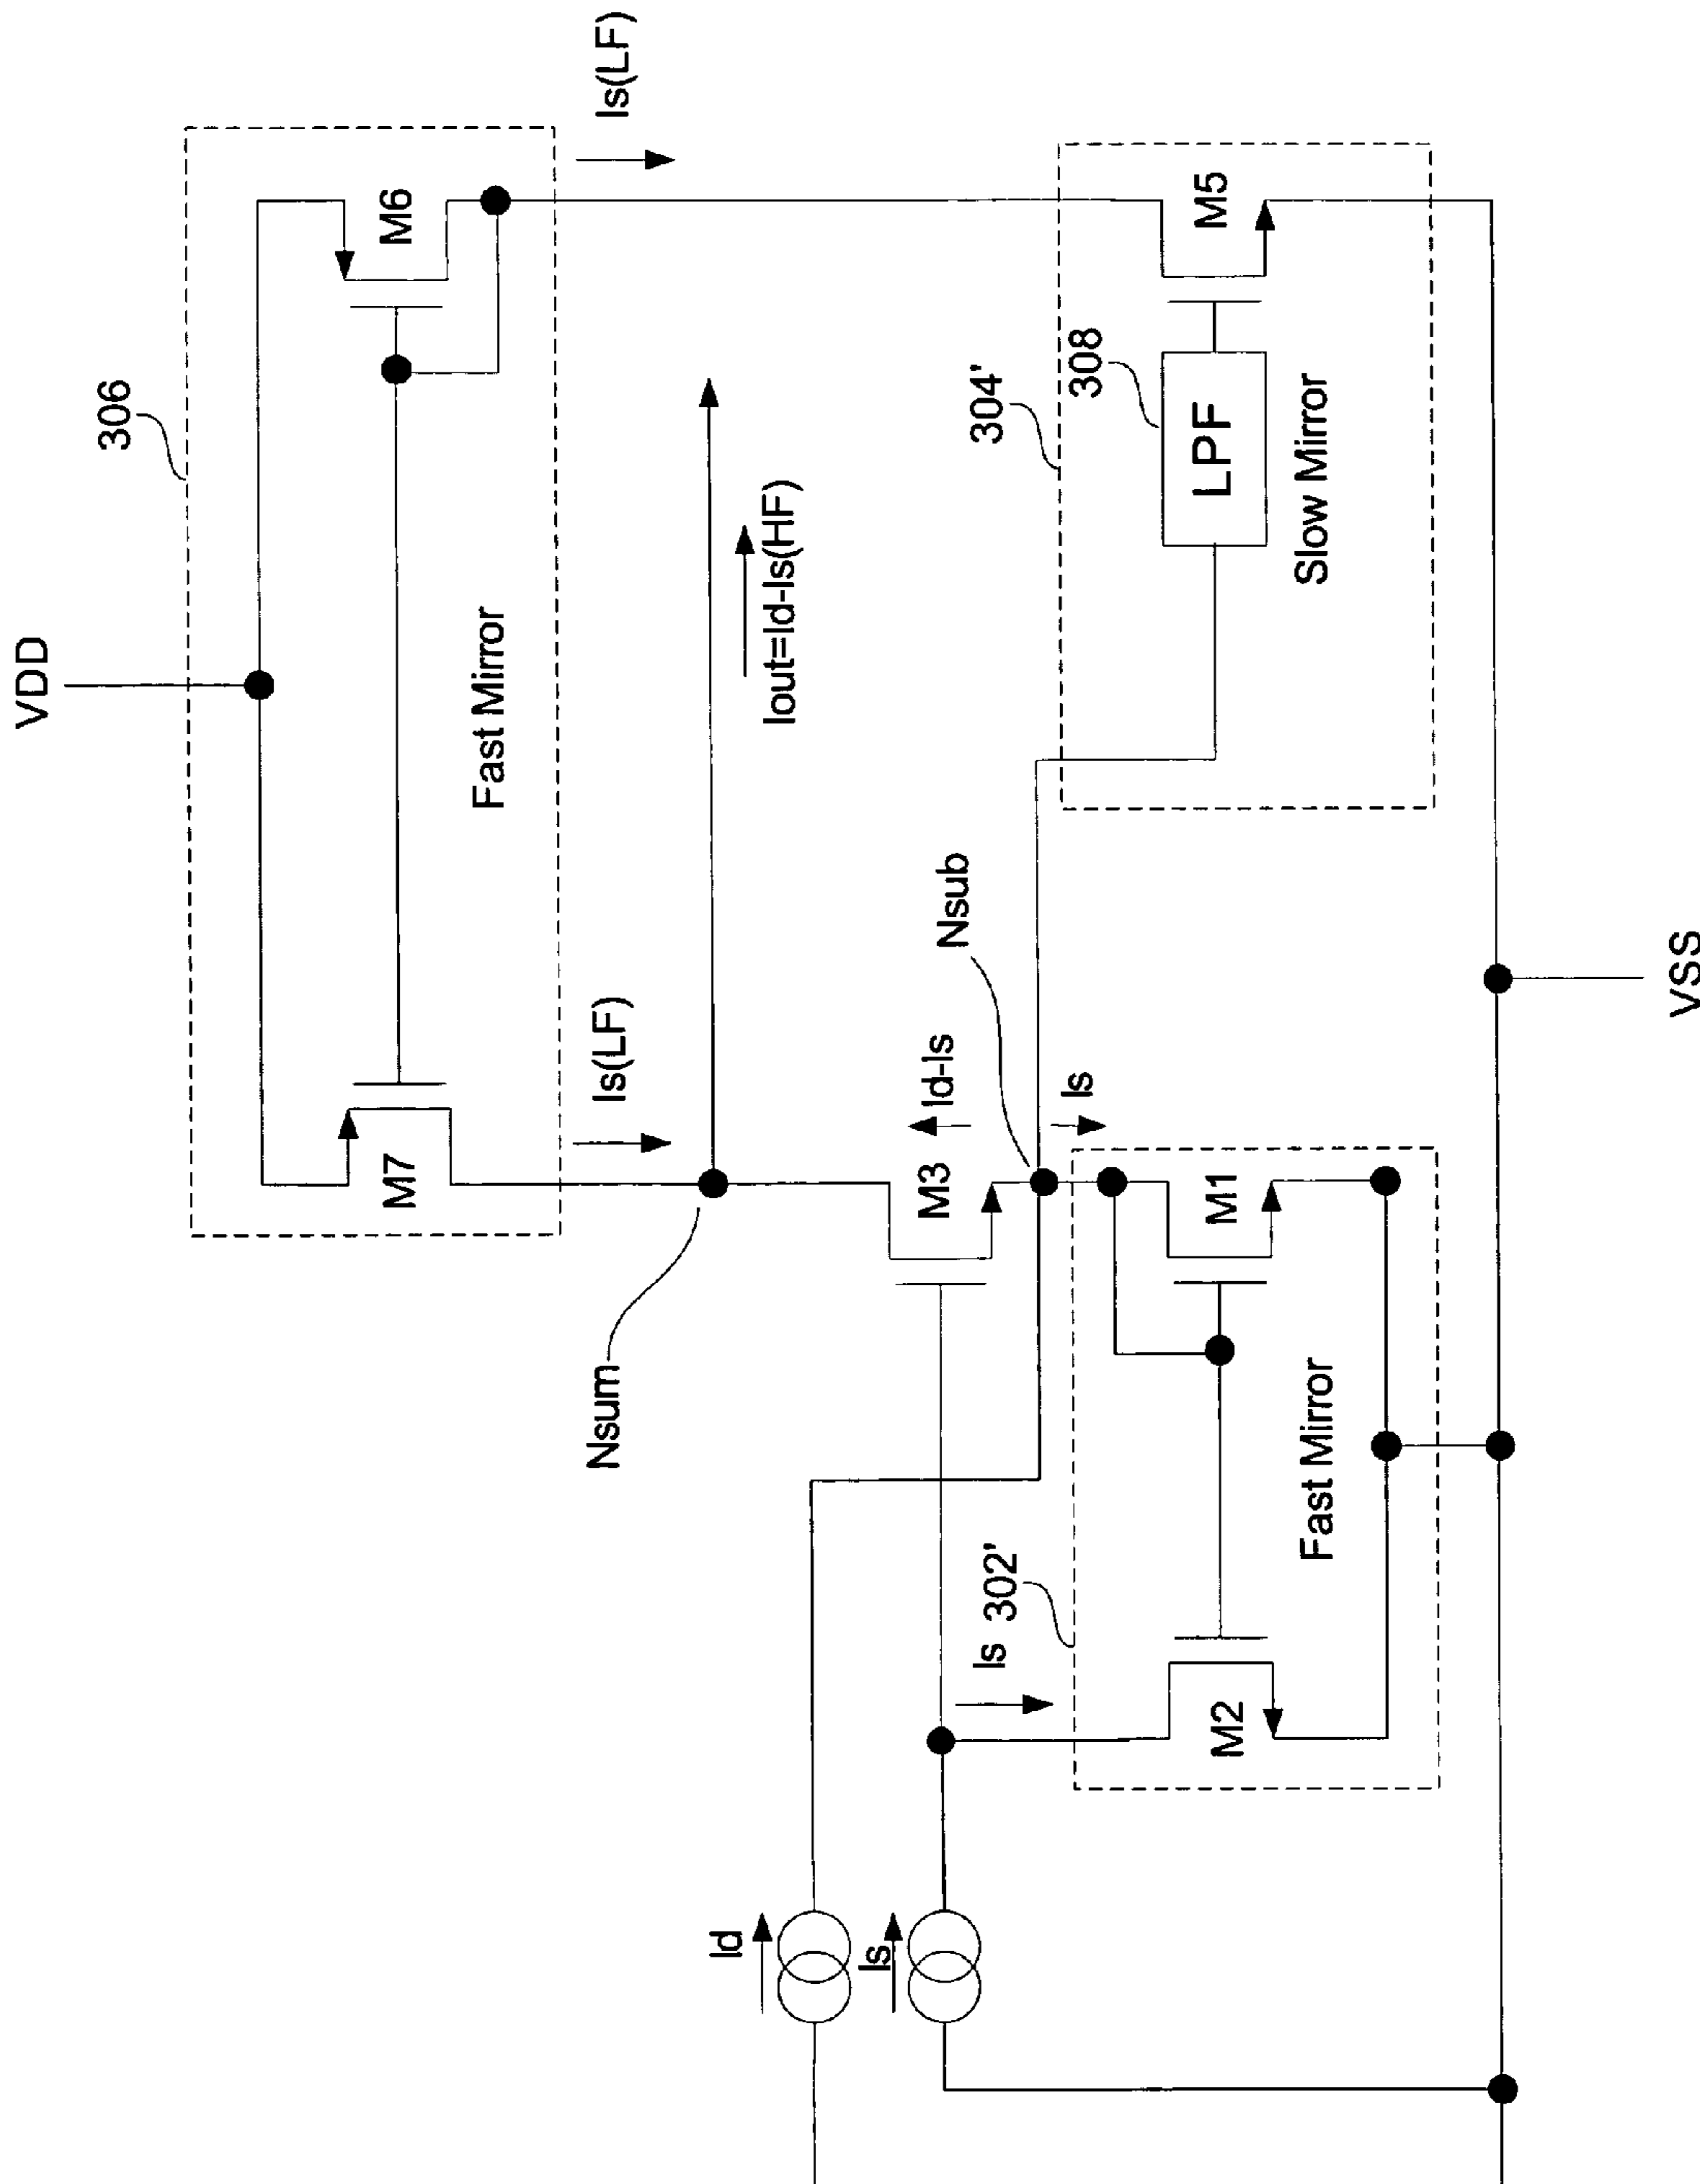 VDD
306
M7
M6
Fast Mirror
Is(LF)
Is(LF)
Nsum
Iout=Id-Is(HF)
Id
Is
M3
Id-Is
Nsub
Is
304'
308
Is
302'
M2
M1
Fast Mirror
LPF
M5
Slow Mirror
VSS